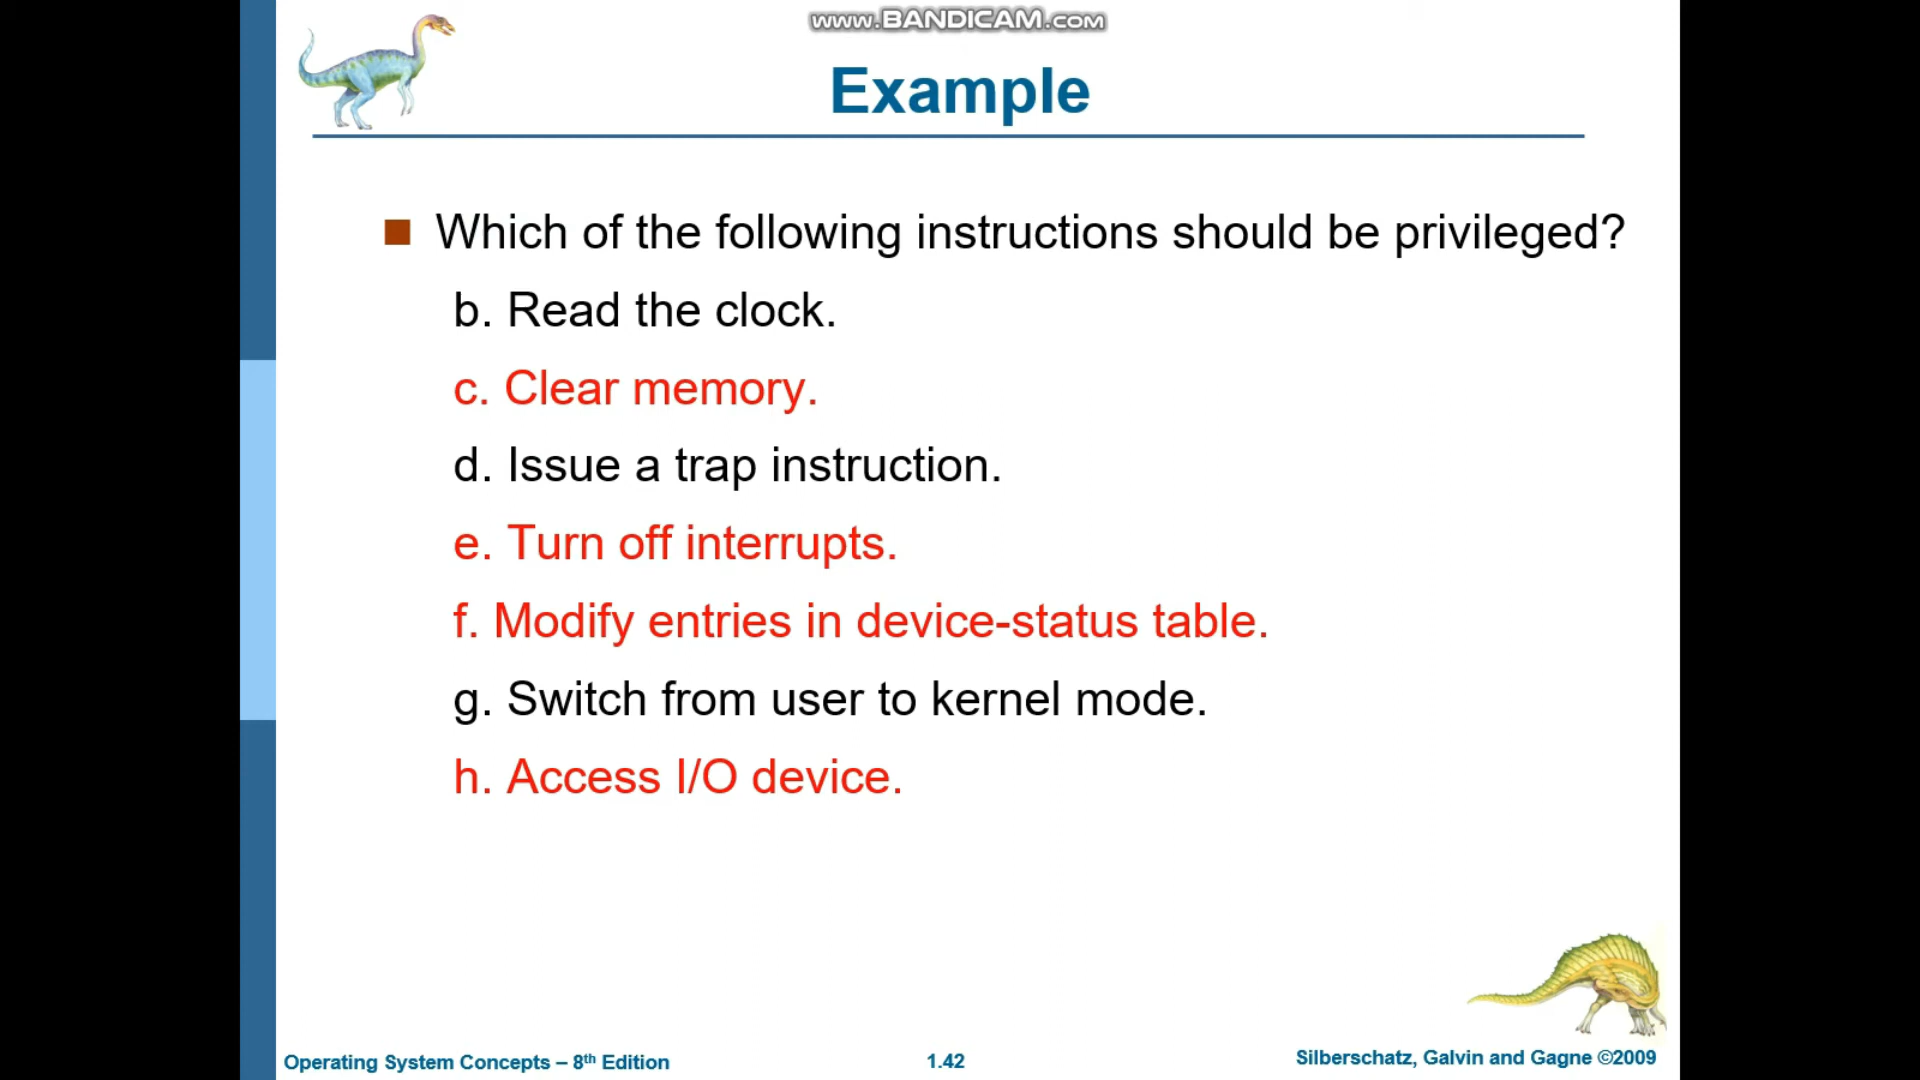 www.BANDICAM.com
Example
Which of the following instructions should be privileged?
b. Read the clock.
c. Clear memory.
d. Issue a trap instruction.
e. Turn off interrupts.
f. Modify entries in device-status table.
g. Switch from user to kernel mode.
h. Access I/O device.
Operating System Concepts – 8th Edition
1.42
Silberschatz, Galvin and Gagne ©2009